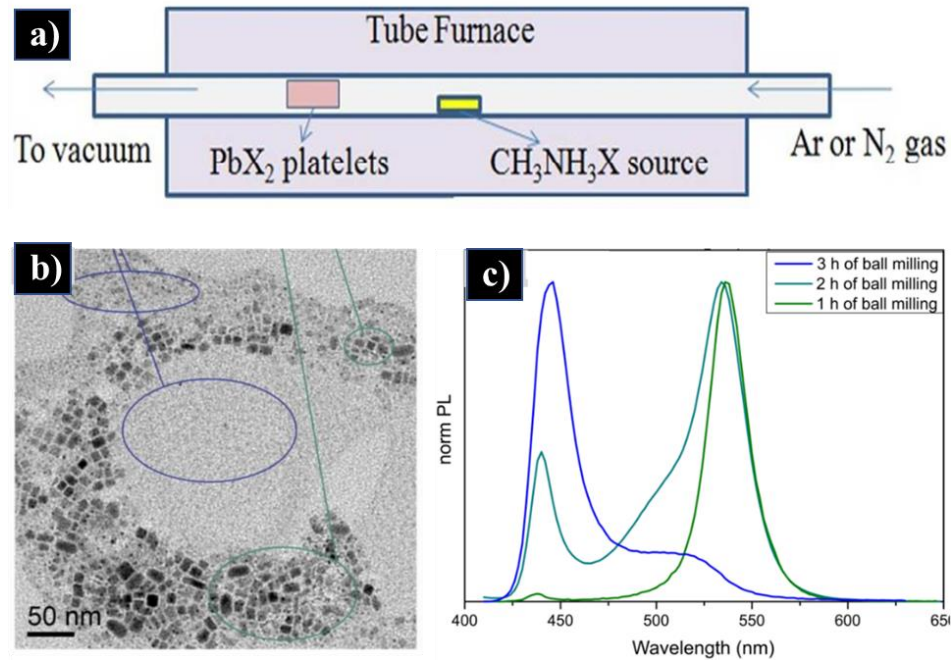 a)
Tube Furnace
To vacuum
PbX₂ platelets
CH₃NH₃X source
Ar or N₂ gas
b)
50 nm
c)
3 h of ball milling
2 h of ball milling
1 h of ball milling
norm PL
400 450 500 550 600 650
Wavelength (nm)